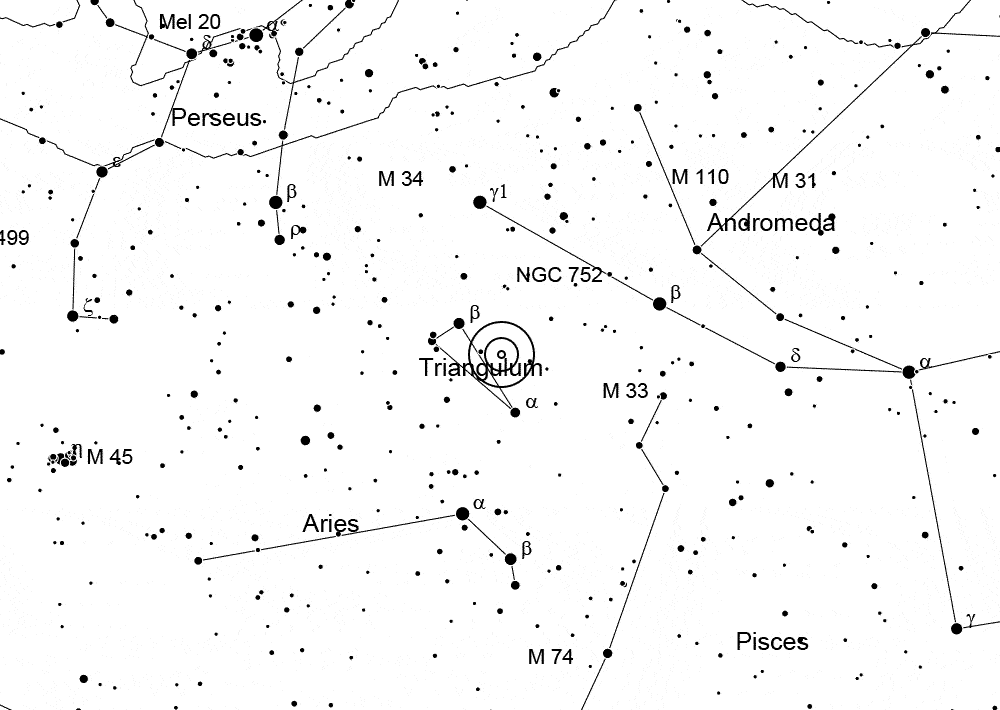 Mel 20
α
δ
Perseus
ε
M 34
β
γ1
M 110
M 31
ρ
Andromeda
499
NGC 752
β
ζ
β
δ
α
Triangulum
M 33
α
η
M 45
α
Aries
β
γ
Pisces
M 74